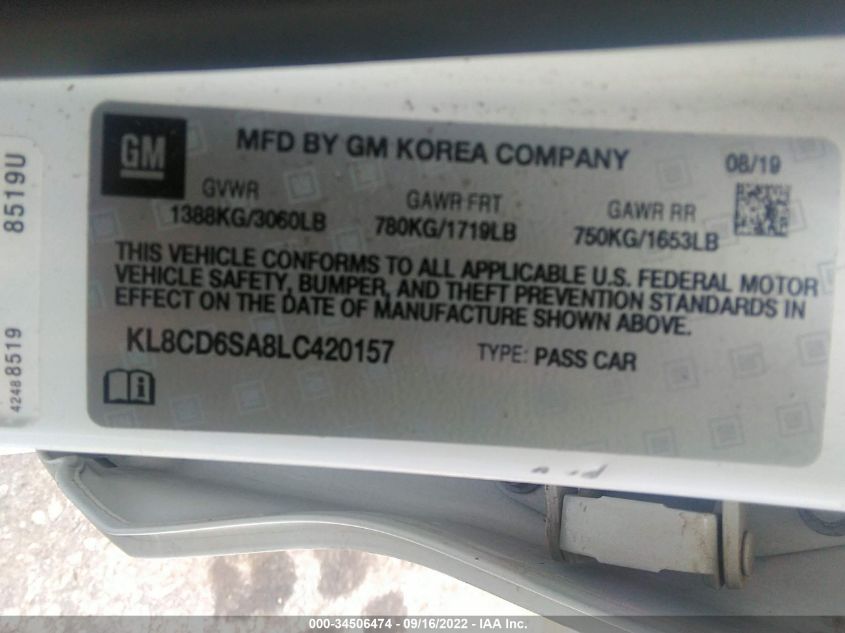 GM
MFD BY GM KOREA COMPANY
08/19
GVWR
1388KG/3060LB
GAWR FRT
780KG/1719LB
GAWR RR
750KG/1653LB
THIS VEHICLE CONFORMS TO ALL APPLICABLE U.S. FEDERAL MOTOR
VEHICLE SAFETY, BUMPER, AND THEFT PREVENTION STANDARDS IN
EFFECT ON THE DATE OF MANUFACTURE SHOWN ABOVE.
KL8CD6SA8LC420157
TYPE: PASS CAR
8519U
42488519
000-34506474 - 09/16/2022 - IAA Inc.